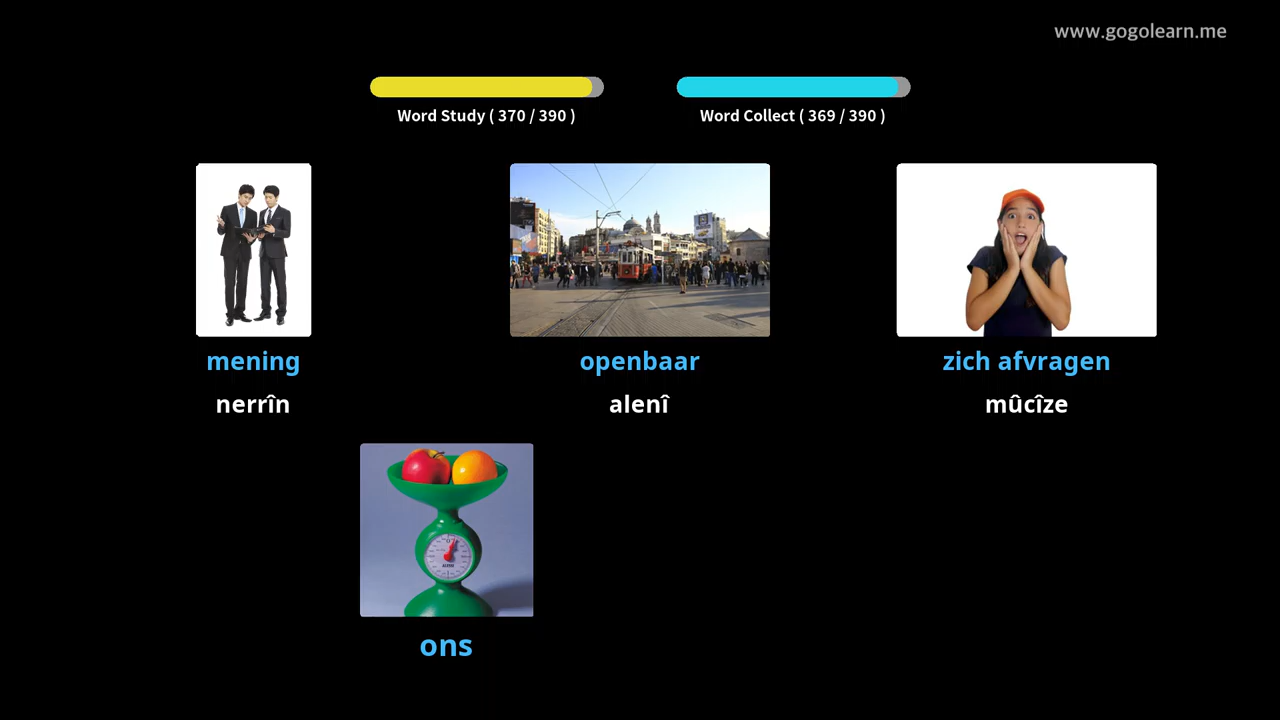 www.gogolearn.me
Word Study ( 370 / 390 )
Word Collect ( 369 / 390 )
mening
openbaar
zich afvragen
nerrîn
alenî
mûcîze
ons